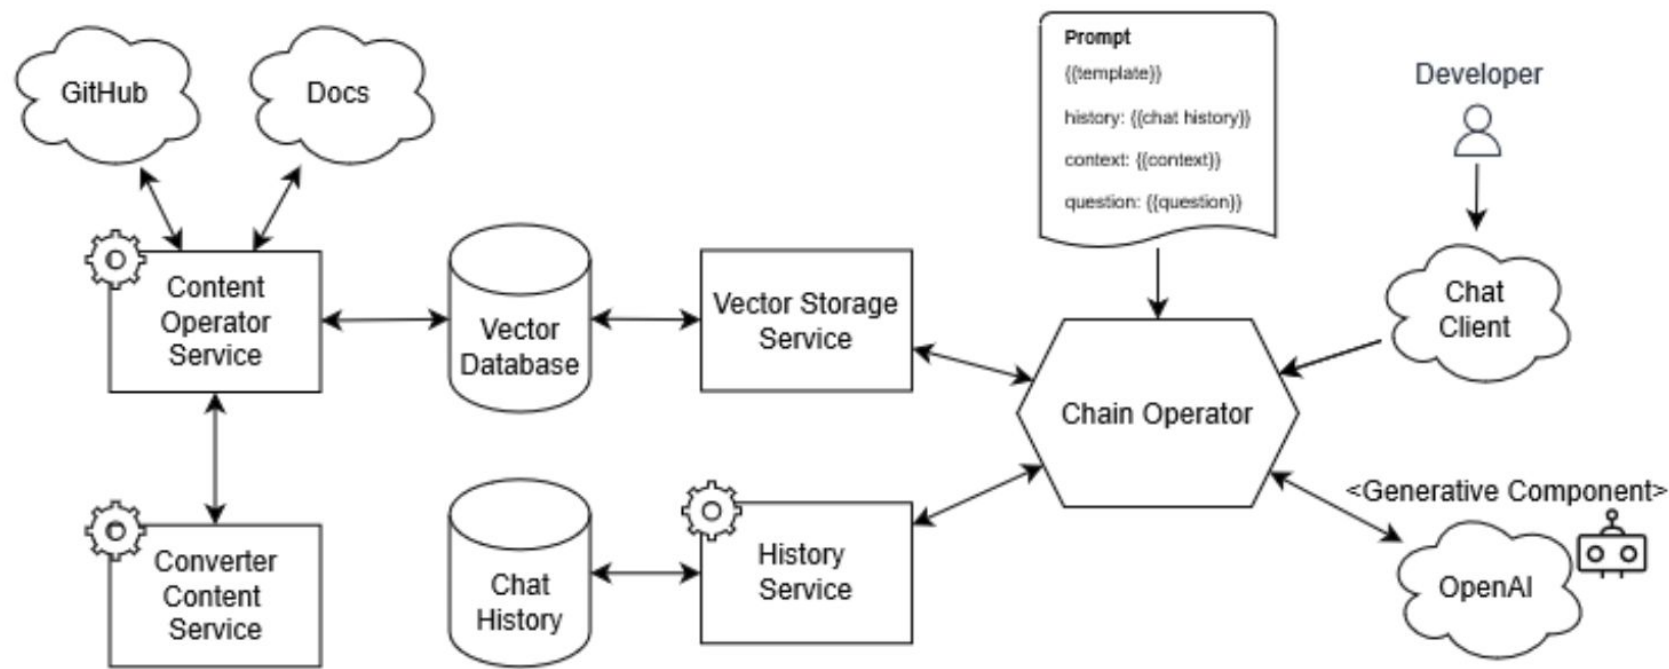 GitHub
Docs
Prompt
{{template}}
history: {{chat history}}
context: {{context}}
question: {{question}}
Developer
Content
Operator
Service
Vector
Database
Vector Storage
Service
Chat
Client
Chain Operator
Converter
Content
Service
Chat
History
History
Service
<Generative Component>
OpenAI